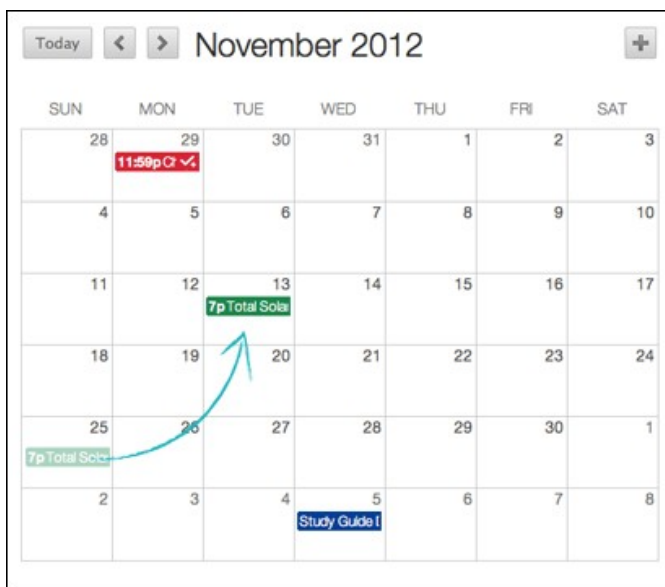 Today < > November 2012 +
SUN MON TUE WED THU FRI SAT
28 29 30 31 1 2 3
11:59p
4 5 6 7 8 9 10
11 12 13 14 15 16 17
7p Total Solar
18 19 20 21 22 23 24
25 26 27 28 29 30 1
7p Total
2 3 4 5 6 7 8
Study Guide